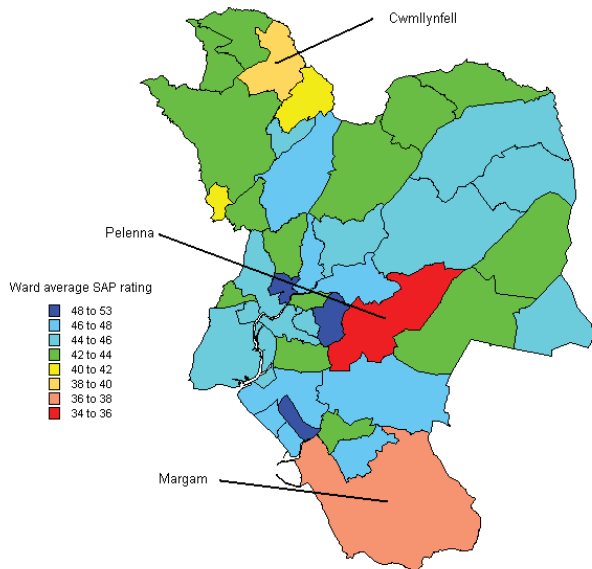 Cwmllynfell
Pelenna
Ward average SAP rating
48 to 53
46 to 48
44 to 46
42 to 44
40 to 42
38 to 40
36 to 38
34 to 36
Margam